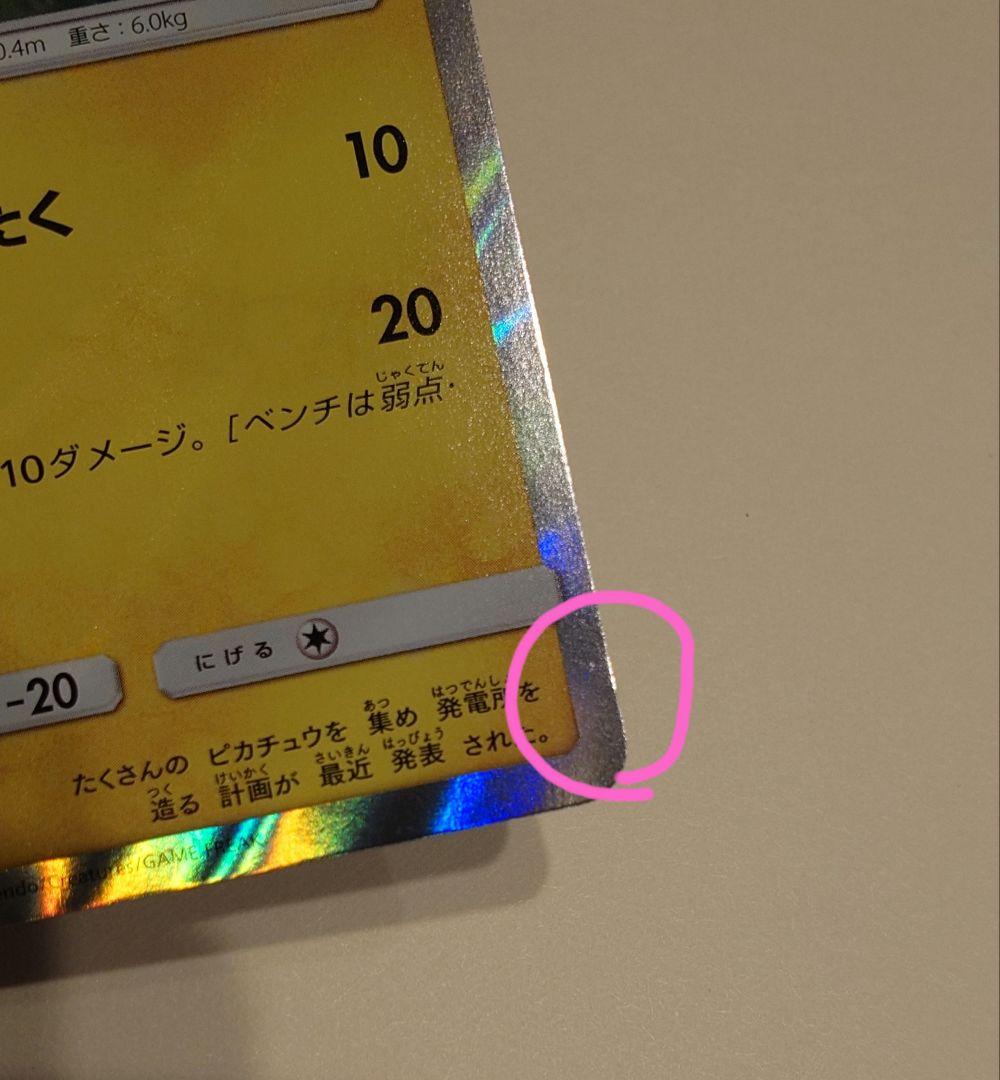 0.4m 重さ : 6.0kg
たく 10
20
じゃくてん
10ダメージ。[ベンチは弱点・
にげる
-20
あつ はつでんし
たくさんの ピカチュウを 集め 発電所を
つく けいかく さいきん はっぴょう
造る 計画が 最近 発表 された。
endo/Creatures/GAME FREAK.